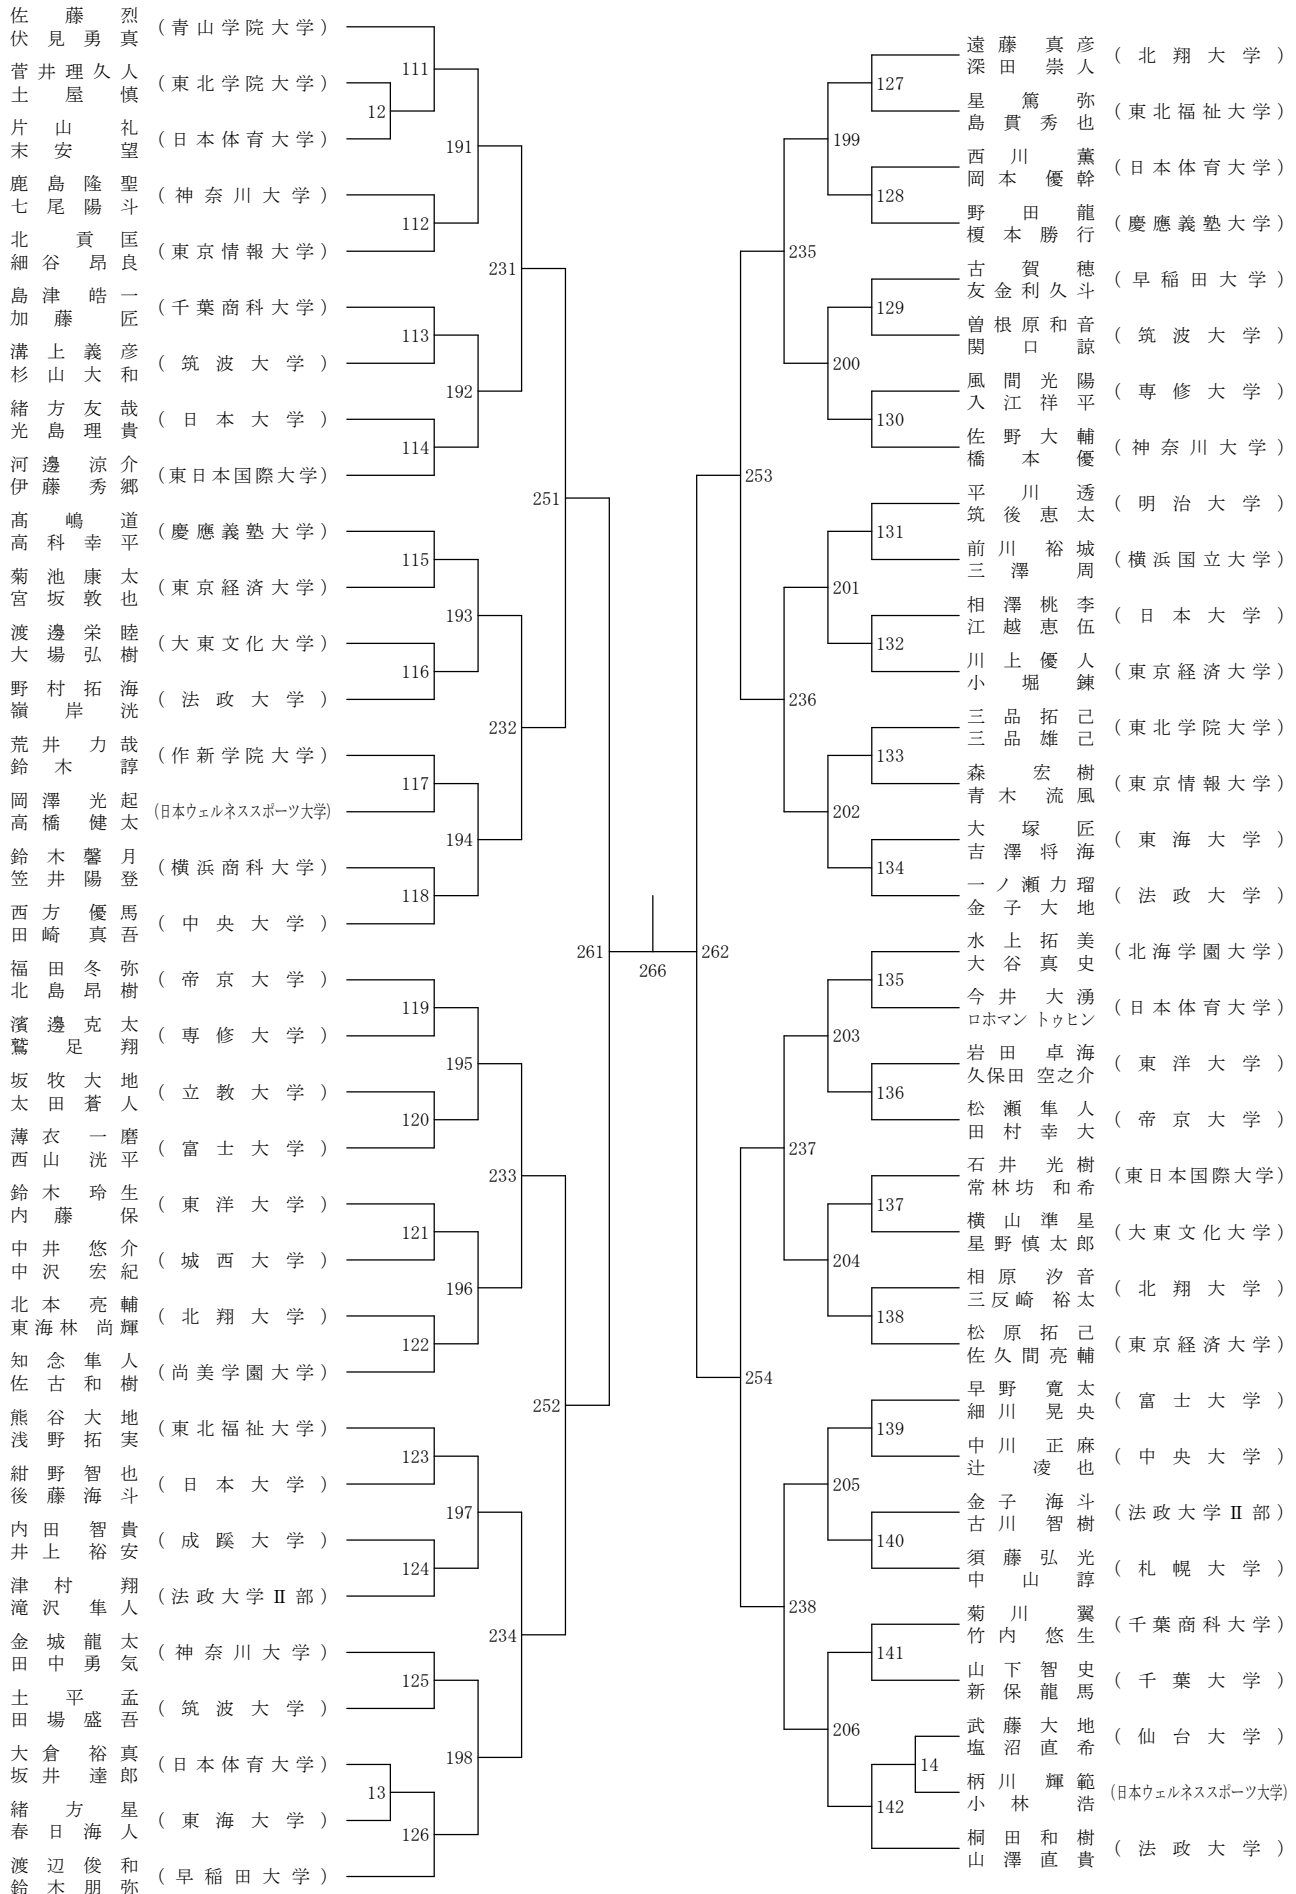 佐藤烈
伏見勇真
(青山学院大学)
菅井理久人
土屋慎
(東北学院大学)
片山礼
末安望
(日本体育大学)
鹿島隆聖
七尾陽斗
(神奈川大学)
北貢匡
細谷昂良
(東京情報大学)
島津皓一
加藤匠
(千葉商科大学)
溝上義彦
杉山大和
(筑波大学)
緒方友哉
光島理貴
(日本大学)
河邊涼介
伊藤秀郷
(東日本国際大学)
髙嶋道
高科幸平
(慶應義塾大学)
菊池康太
宮坂敦也
(東京経済大学)
渡邊栄睦
大場弘樹
(大東文化大学)
野村拓海
嶺岸洸
(法政大学)
荒井力哉
鈴木諄
(作新学院大学)
岡澤光起
高橋健太
(日本ウェルネススポーツ大学)
鈴木馨月
笠井陽登
(横浜商科大学)
西方優馬
田崎真吾
(中央大学)
福田冬弥
北島昂樹
(帝京大学)
濱邊克太
鷲足翔
(専修大学)
坂牧大地
太田蒼人
(立教大学)
薄衣一磨
西山洸平
(富士大学)
鈴木玲生
内藤保
(東洋大学)
中井悠介
中沢宏紀
(城西大学)
北本亮輔
東海林尚輝
(北翔大学)
知念隼人
佐古和樹
(尚美学園大学)
熊谷大地
浅野拓実
(東北福祉大学)
紺野智也
後藤海斗
(日本大学)
内田智貴
井上裕安
(成蹊大学)
津村翔
滝沢隼人
(法政大学Ⅱ部)
金城龍太
田中勇気
(神奈川大学)
土平孟
田場盛吾
(筑波大学)
大倉裕真
坂井達郎
(日本体育大学)
緒方星
春日海人
(東海大学)
渡辺俊和
鈴木朋弥
(早稲田大学)
12
13
111
112
113
114
115
116
117
118
119
120
121
122
123
124
125
126
191
192
193
194
195
196
197
198
231
232
233
234
251
252
261
266
262
253
254
235
236
237
238
199
200
201
202
203
204
205
206
127
128
129
130
131
132
133
134
135
136
137
138
139
140
141
142
14
遠藤真彦
深田崇人
(北翔大学)
星篤弥
島貫秀也
(東北福祉大学)
西川薫
岡本優幹
(日本体育大学)
野田龍
榎本勝行
(慶應義塾大学)
古賀穂
友金利久斗
(早稲田大学)
曽根原和音
関口諒
(筑波大学)
風間光陽
入江祥平
(専修大学)
佐野大輔
橋本優
(神奈川大学)
平川透
筑後恵太
(明治大学)
前川裕城
三澤周
(横浜国立大学)
相澤桃李
江越恵伍
(日本大学)
川上優人
小堀錬
(東京経済大学)
三品拓己
三品雄己
(東北学院大学)
森宏樹
青木流風
(東京情報大学)
大塚匠
吉澤将海
(東海大学)
一ノ瀬力瑠
金子大地
(法政大学)
水上拓美
大谷真史
(北海学園大学)
今井大湧
ロホマン トゥヒン
(日本体育大学)
岩田卓海
久保田 空之介
(東洋大学)
松瀬隼人
田村幸大
(帝京大学)
石井光樹
常林坊 和希
(東日本国際大学)
横山準星
星野慎太郎
(大東文化大学)
相原汐音
三反崎 裕太
(北翔大学)
松原拓己
佐久間亮輔
(東京経済大学)
早野寛太
細川晃央
(富士大学)
中川正麻
辻凌也
(中央大学)
金子海斗
古川智樹
(法政大学Ⅱ部)
須藤弘光
中山諄
(札幌大学)
菊川翼
竹内悠生
(千葉商科大学)
山下智史
新保龍馬
(千葉大学)
武藤大地
塩沼直希
(仙台大学)
柄川輝範
小林浩
(日本ウェルネススポーツ大学)
桐田和樹
山澤直貴
(法政大学)